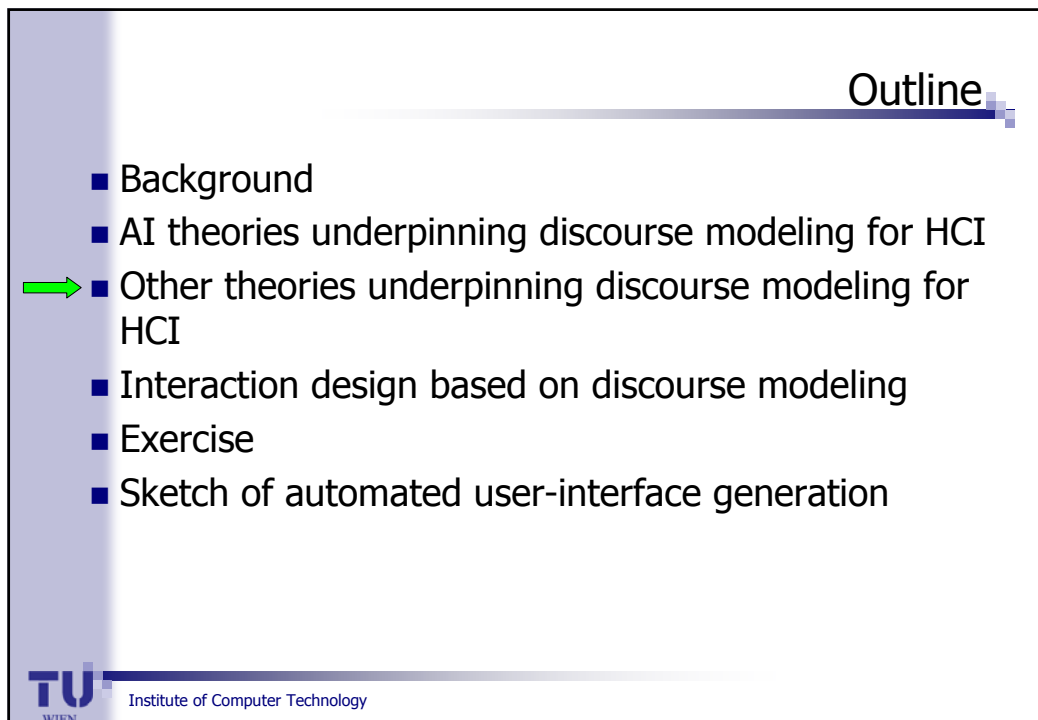 Outline
Background
AI theories underpinning discourse modeling for HCI
Other theories underpinning discourse modeling for
HCI
Interaction design based on discourse modeling
Exercise
Sketch of automated user-interface generation
TU
WIEN
Institute of Computer Technology